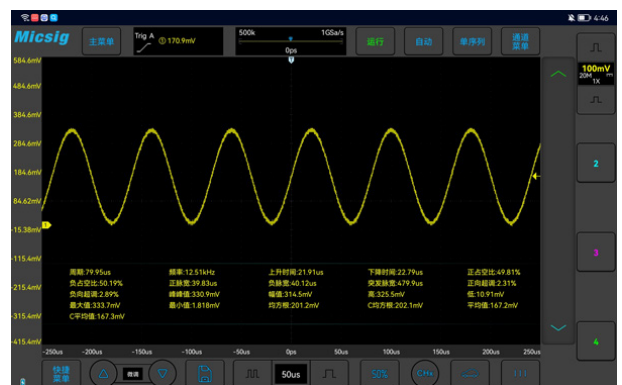 4:46
Micsig
主菜单
Trig A
① 170.9mV
500k
1GSa/s
0ps
运行
自动
单序列
通道
菜单
584.6mV
484.6mV
384.6mV
284.6mV
184.6mV
84.62mV
-15.38mV
-115.4mV
-215.4mV
-315.4mV
-415.4mV
1
100mV
20M
1X
2
3
4
周期:79.95us
频率:12.51kHz
上升时间:21.91us
下降时间:22.79us
正占空比:49.81%
负占空比:50.19%
正脉宽:39.83us
负脉宽:40.12us
突发脉宽:479.9us
正向超调:2.31%
负向超调:2.89%
峰峰值:330.9mV
幅值:314.5mV
高:325.5mV
低:10.91mV
最大值:333.7mV
最小值:1.818mV
均方根:201.2mV
C均方根:202.1mV
平均值:167.2mV
C平均值:167.3mV
-250us
-200us
-150us
-100us
-50us
0ps
50us
100us
150us
200us
250us
快捷
菜单
微调
50us
50%
CHx